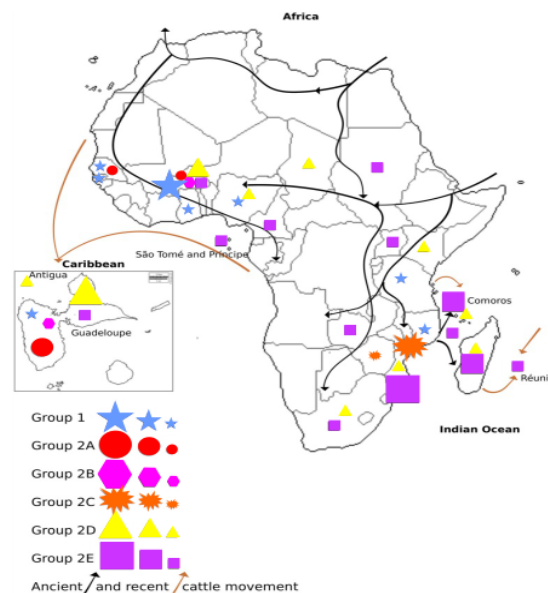 Africa
São Tomé and Príncipe
Caribbean
Antigua
Guadeloupe
Comoros
Réuni
Indian Ocean
Group 1
Group 2A
Group 2B
Group 2C
Group 2D
Group 2E
Ancient and recent cattle movement